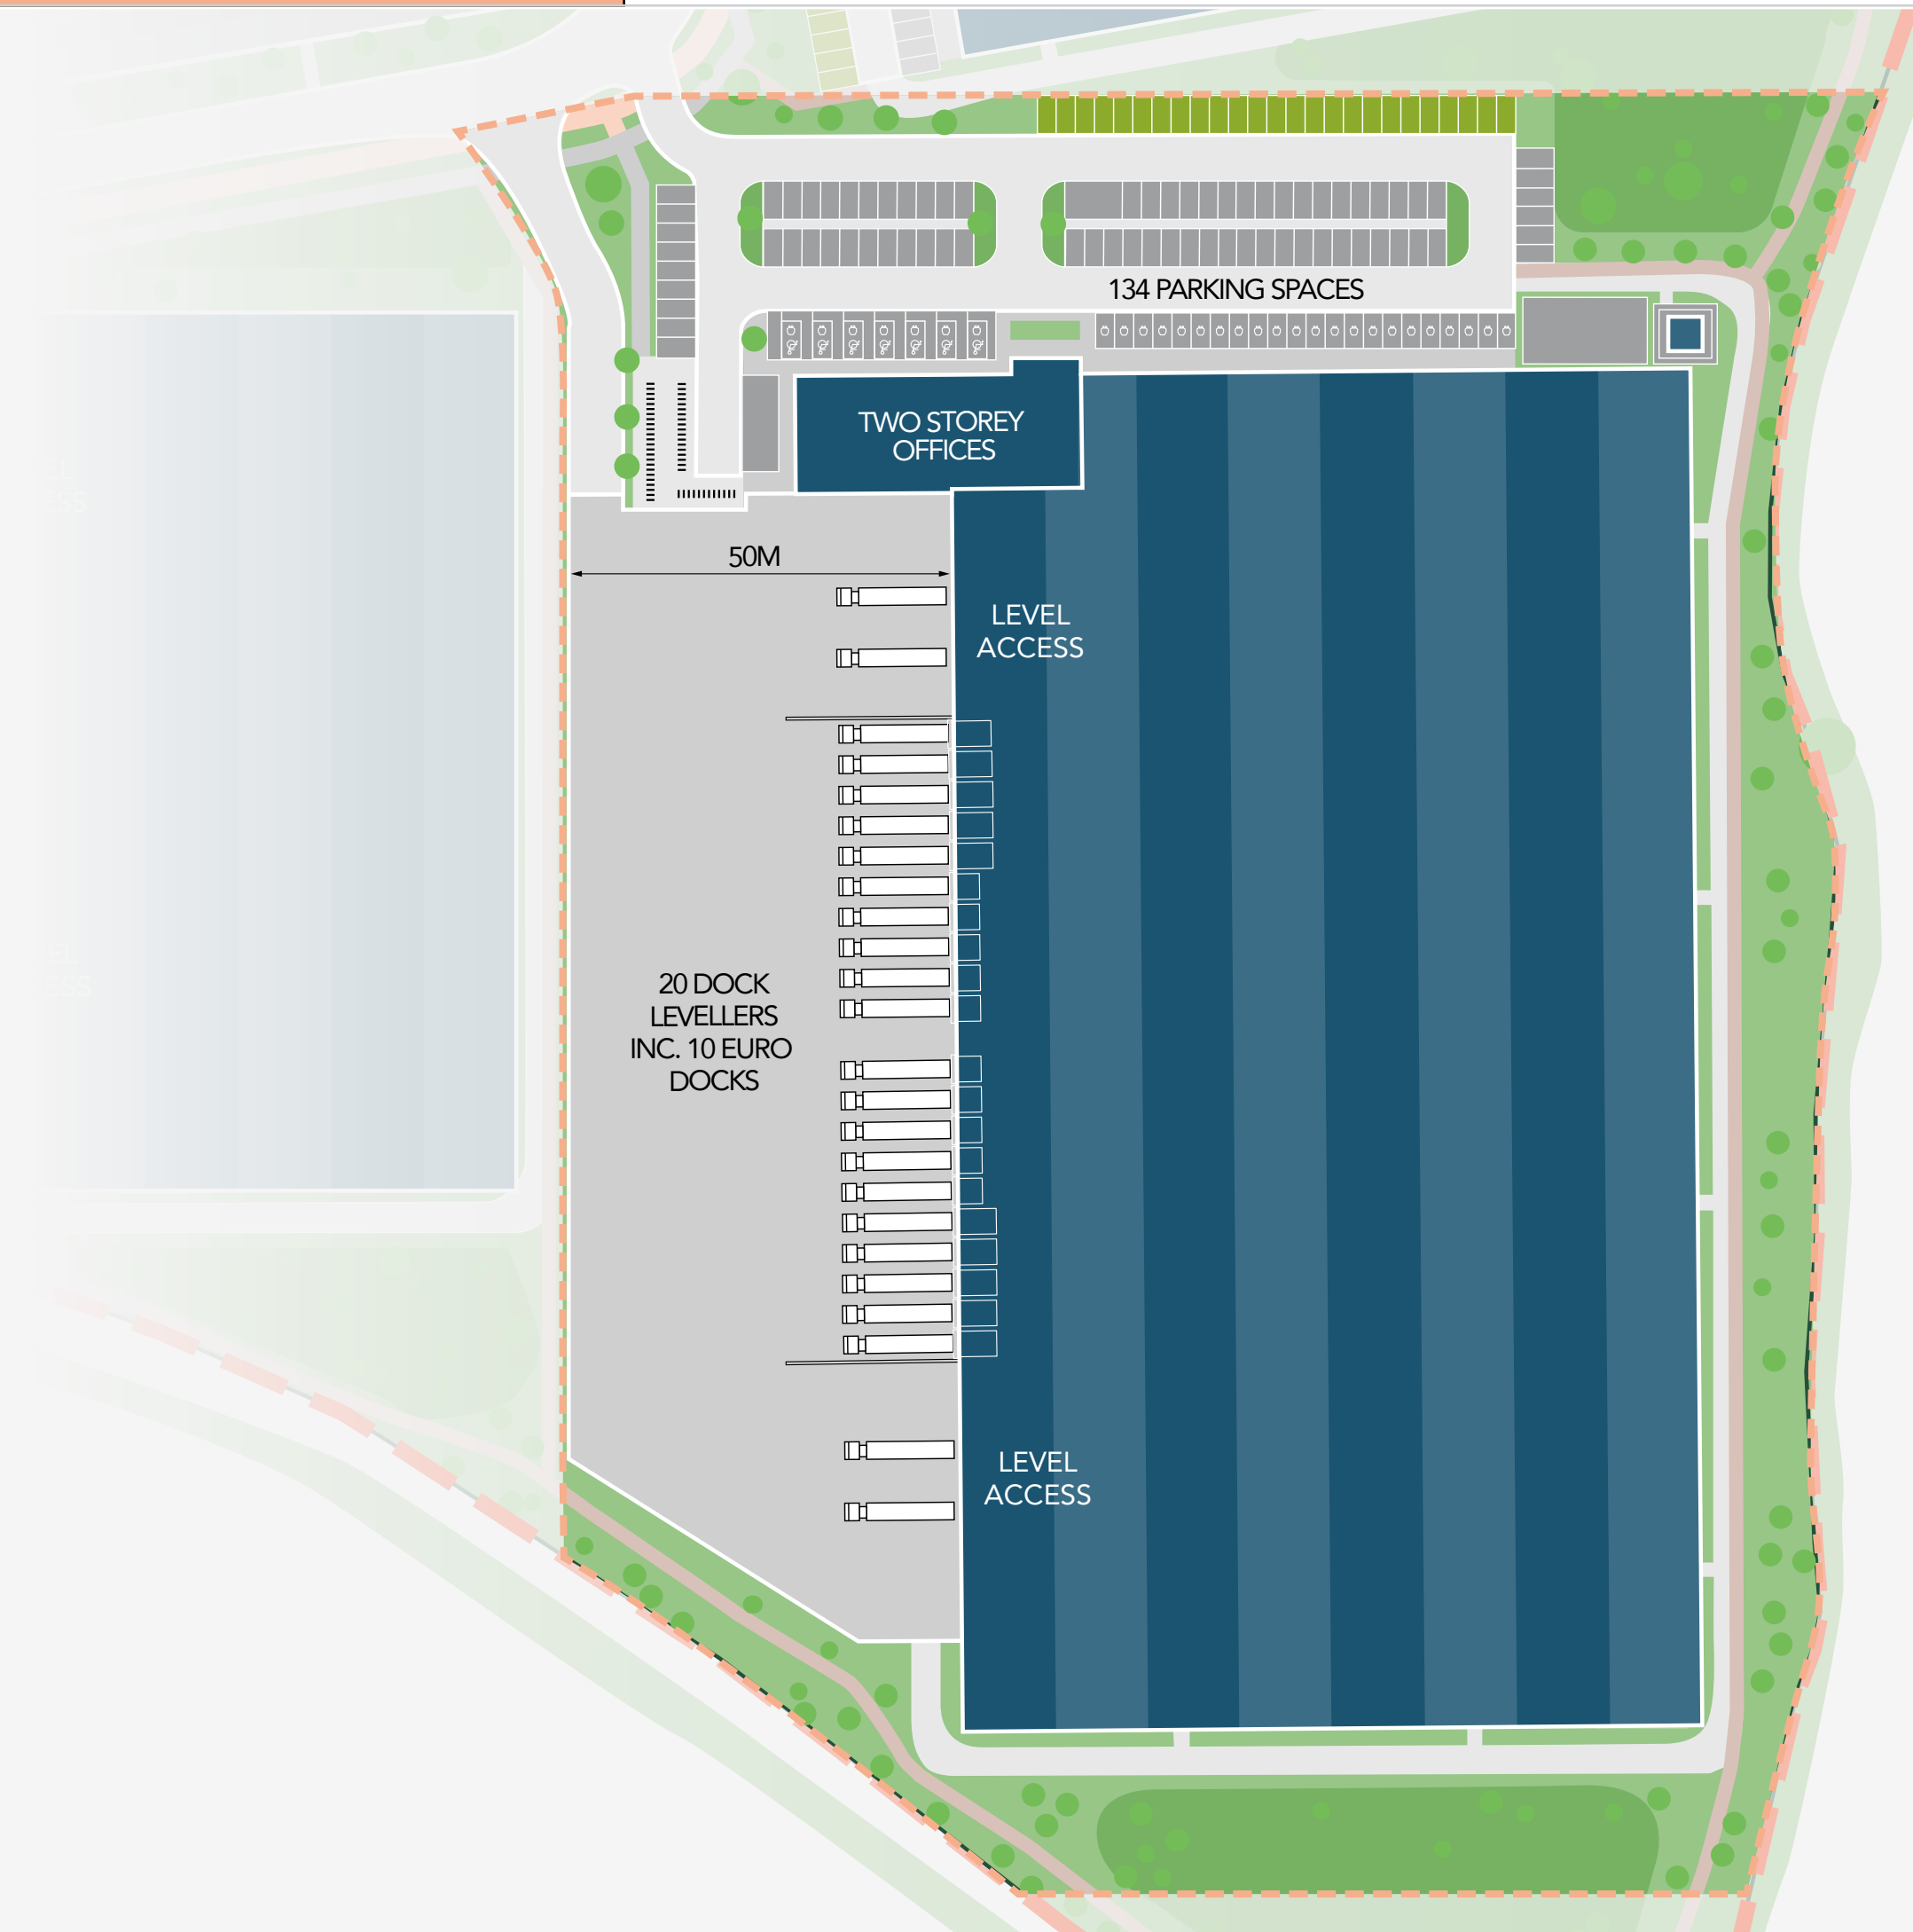 134 PARKING SPACES
TWO STOREY
OFFICES
50M
LEVEL
ACCESS
20 DOCK
LEVELLERS
INC. 10 EURO
DOCKS
LEVEL
ACCESS